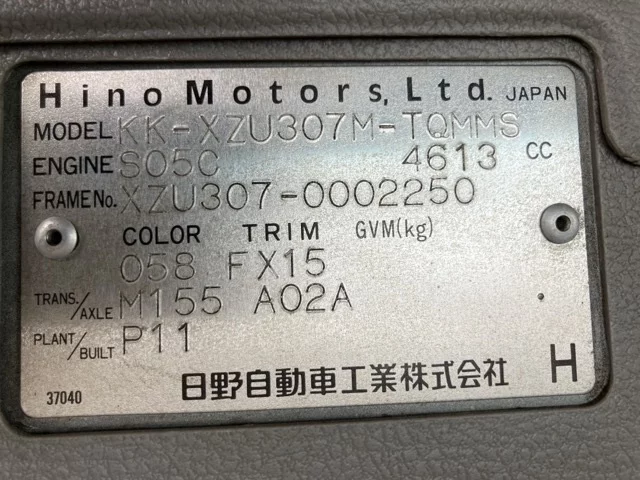 Hino Motors, Ltd. JAPAN
MODEL KK-XZU307M-TQMMS
ENGINE S05C 4613 CC
FRAME No. XZU307-0002250
COLOR TRIM GVM(kg)
058 FX15
TRANS./AXLE M155 A02A
PLANT/BUILT P11
37040 日野自動車工業株式会社 H